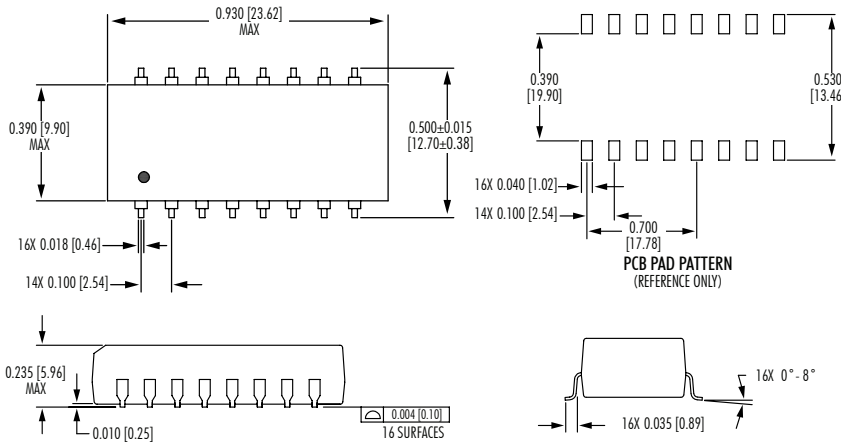 0.930 [23.62]
MAX
0.390 [9.90]
MAX
0.500±0.015
[12.70±0.38]
16X 0.018 [0.46]
14X 0.100 [2.54]
0.390
[19.90]
0.530
[13.46
16X 0.040 [1.02]
14X 0.100 [2.54]
0.700
[17.78]
PCB PAD PATTERN
(REFERENCE ONLY)
0.235 [5.96]
MAX
0.010 [0.25]
0.004 [0.10]
16 SURFACES
16X 0°- 8°
16X 0.035 [0.89]